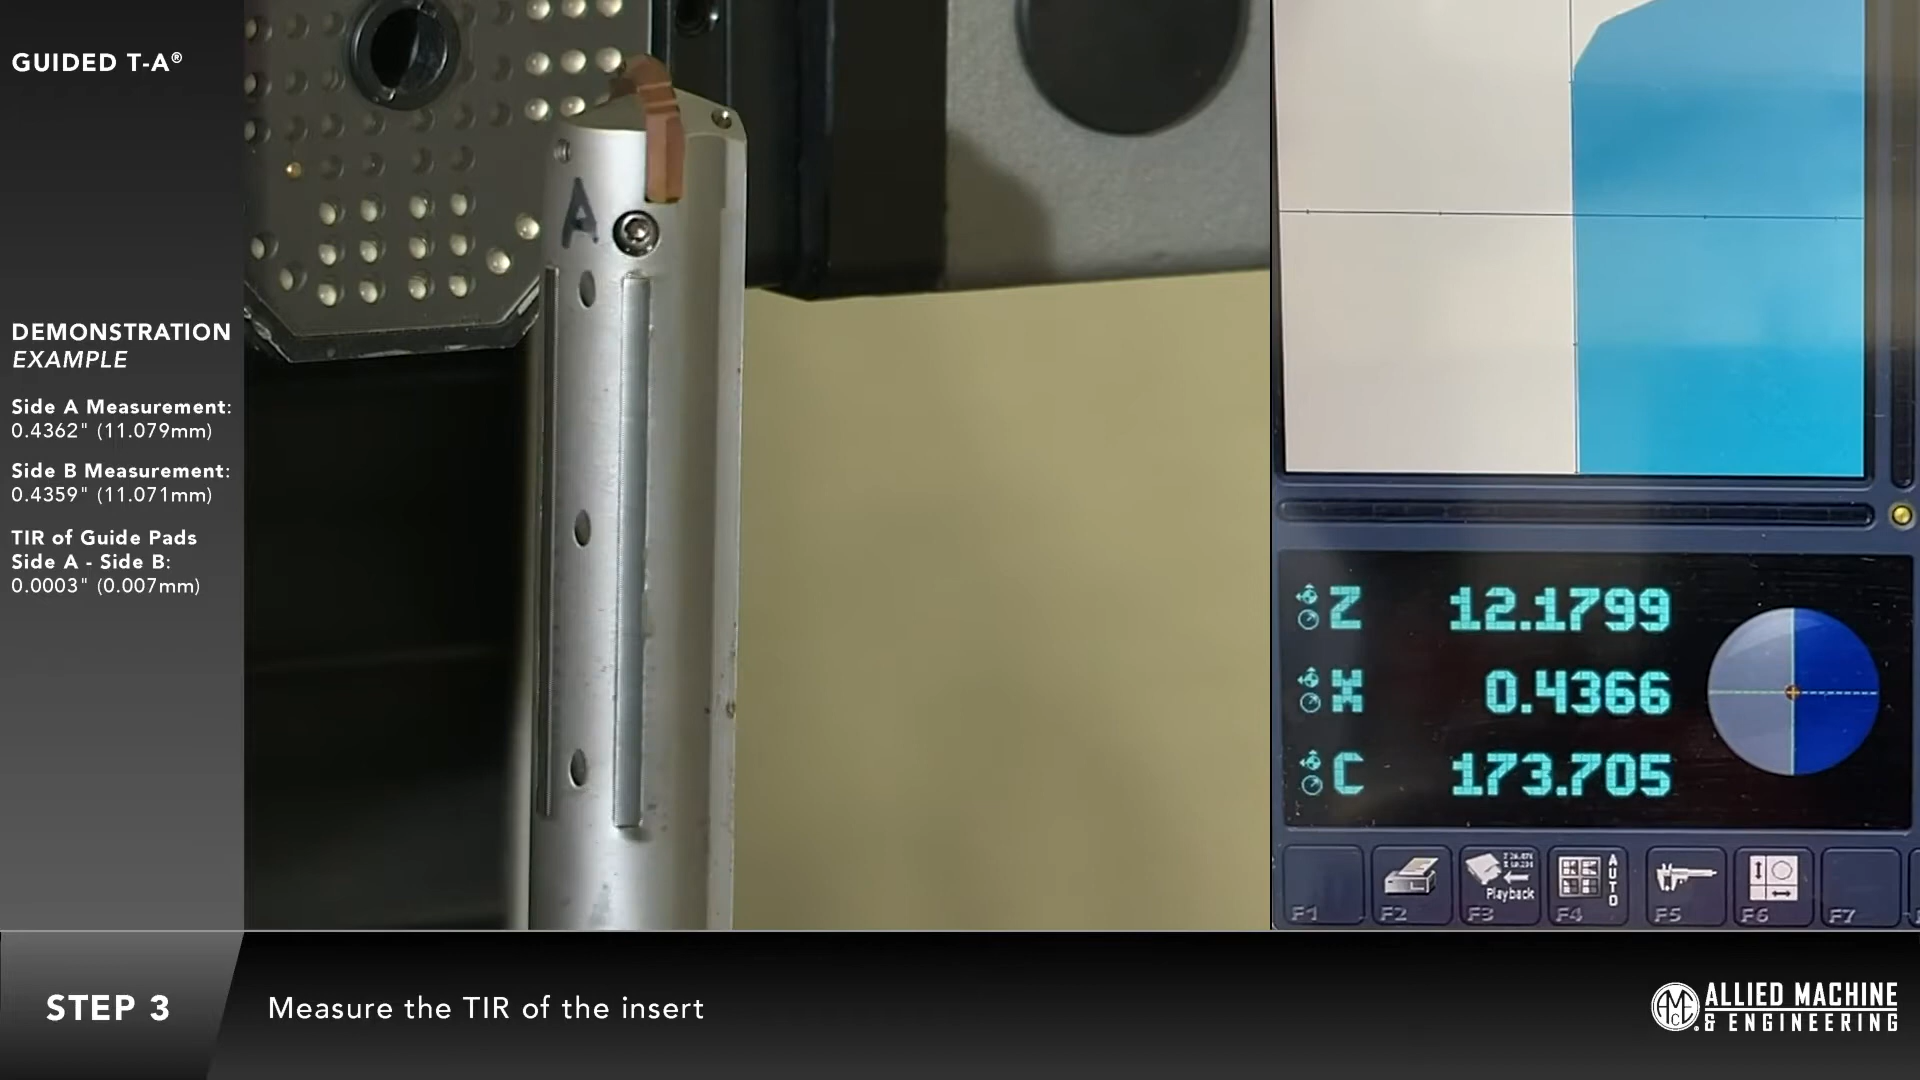 GUIDED T-A®
DEMONSTRATION
EXAMPLE
Side A Measurement:
0.4362" (11.079mm)
Side B Measurement:
0.4359" (11.071mm)
TIR of Guide Pads
Side A - Side B:
0.0003" (0.007mm)
A
Z 12.1799
X 0.4366
C 173.705
Playback
AUTO
F1 F2 F3 F4 F5 F6 F7
STEP 3
Measure the TIR of the insert
AMEC®
ALLIED MACHINE
& ENGINEERING